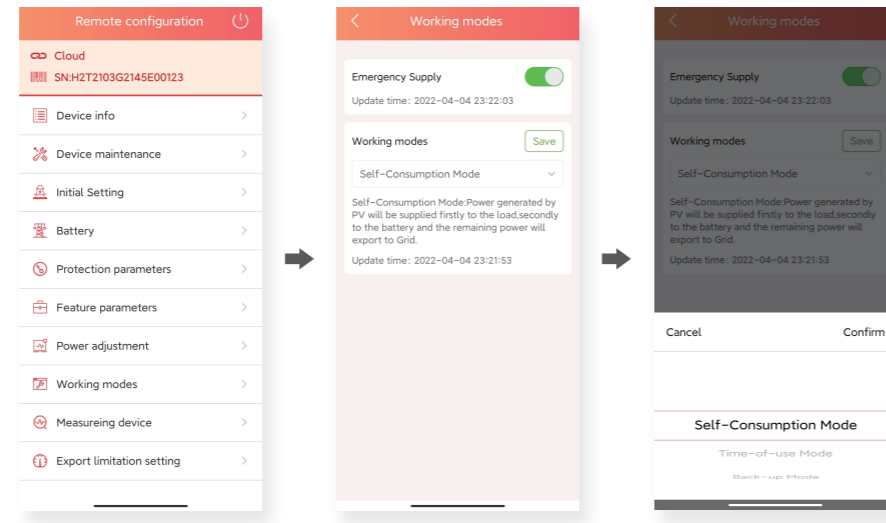 Remote configuration
Cloud
SN:H2T2103G2145E00123
Device info
Device maintenance
Initial Setting
Battery
Protection parameters
Feature parameters
Power adjustment
Working modes
Measureing device
Export limitation setting
Working modes
Emergency Supply
Update time: 2022-04-04 23:22:03
Working modes
Save
Self-Consumption Mode
Self-Consumption Mode:Power generated by
PV will be supplied firstly to the load,secondly
to the battery and the remaining power will
export to Grid.
Update time: 2022-04-04 23:21:53
Working modes
Emergency Supply
Update time: 2022-04-04 23:22:03
Working modes
Save
Self-Consumption Mode
Self-Consumption Mode:Power generated by
PV will be supplied firstly to the load,secondly
to the battery and the remaining power will
export to Grid.
Update time: 2022-04-04 23:21:53
Cancel
Confirm
Self-Consumption Mode
Time-of-use Mode
Back-up Mode